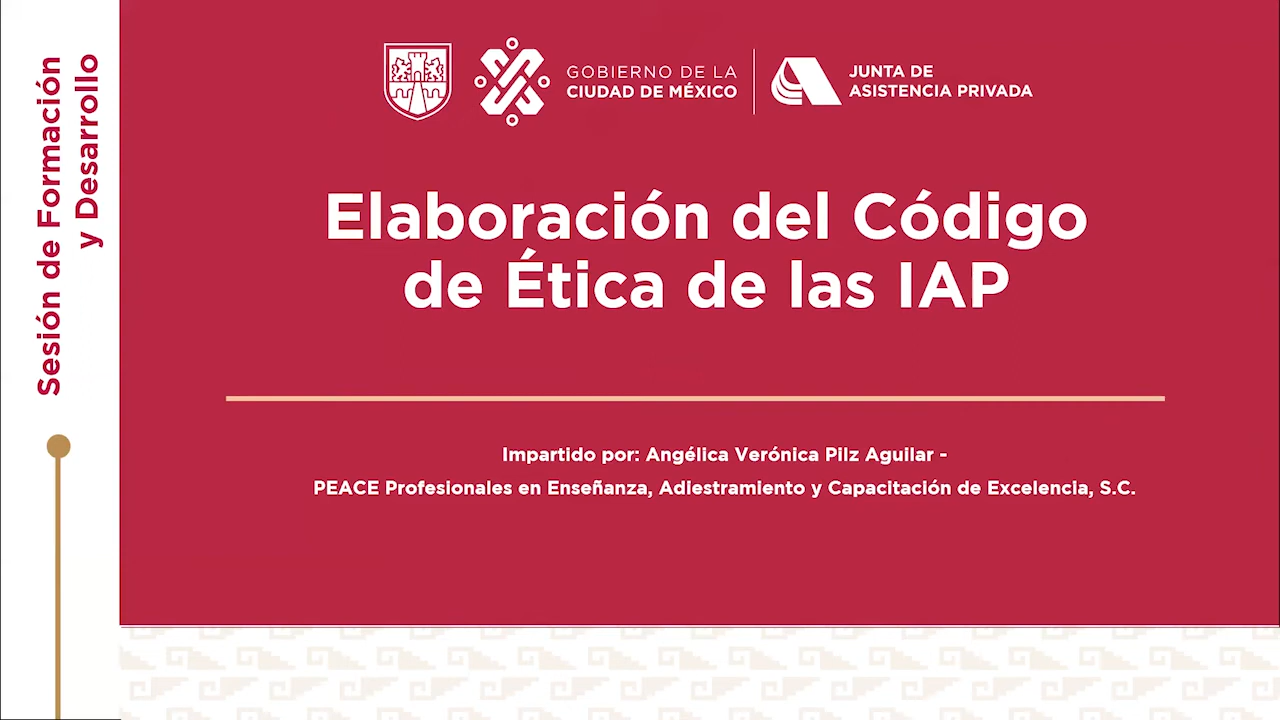 Sesión de Formación
y Desarrollo
GOBIERNO DE LA
CIUDAD DE MÉXICO
JUNTA DE
ASISTENCIA PRIVADA
Elaboración del Código
de Ética de las IAP
Impartido por: Angélica Verónica Pilz Aguilar -
PEACE Profesionales en Enseñanza, Adiestramiento y Capacitación de Excelencia, S.C.